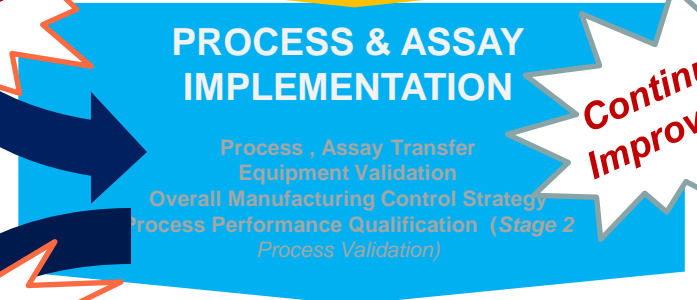 PROCESS & ASSAY
IMPLEMENTATION
Process , Assay Transfer
Equipment Validation
Overall Manufacturing Control Strategy
Process Performance Qualification (Stage 2
Process Validation)